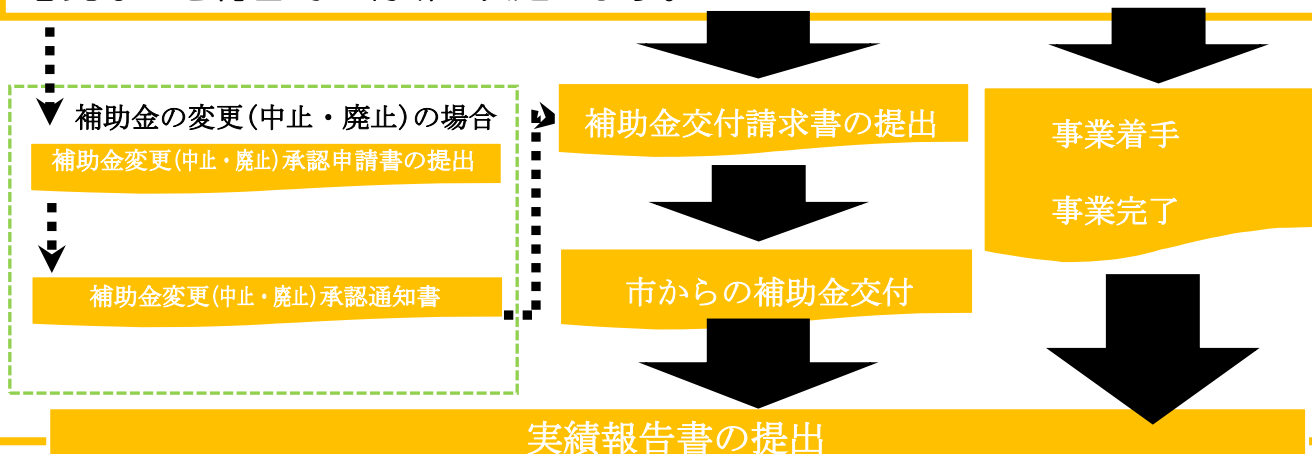 補助金の変更(中止・廃止)の場合
補助金変更(中止・廃止)承認申請書の提出
補助金変更(中止・廃止)承認通知書
補助金交付請求書の提出
市からの補助金交付
事業着手
事業完了
実績報告書の提出